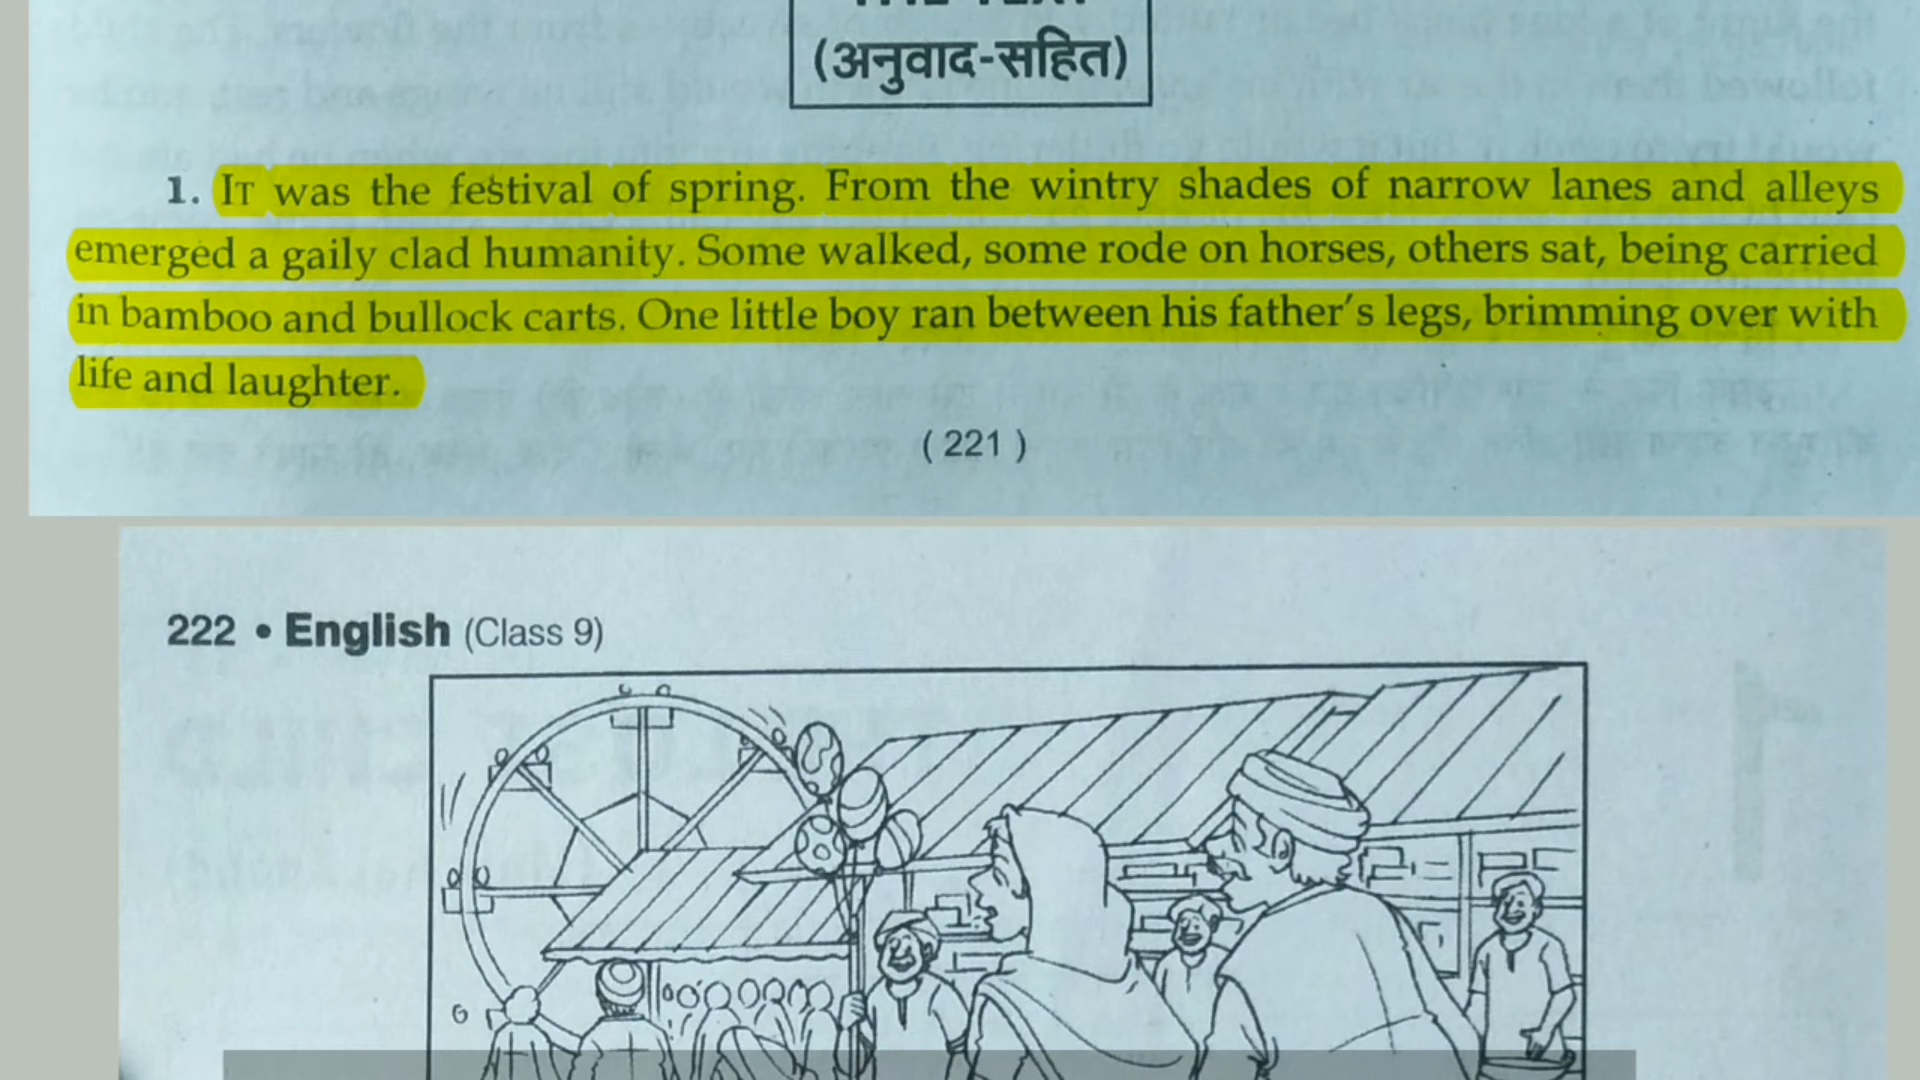 THE TEXT
(अनुवाद-सहित)
1. IT was the festival of spring. From the wintry shades of narrow lanes and alleys
emerged a gaily clad humanity. Some walked, some rode on horses, others sat, being carried
in bamboo and bullock carts. One little boy ran between his father's legs, brimming over with
life and laughter.
( 221 )
222 • English (Class 9)